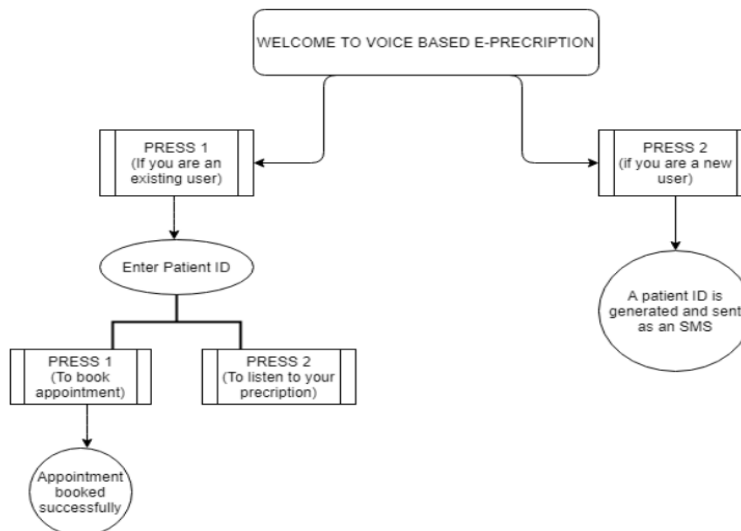 WELCOME TO VOICE BASED E-PRECRIPTION
PRESS 1
(If you are an
existing user)
PRESS 2
(if you are a new
user)
Enter Patient ID
A patient ID is
generated and sent
as an SMS
PRESS 1
(To book
appointment)
PRESS 2
(To listen to your
precription)
Appointment
booked
successfully